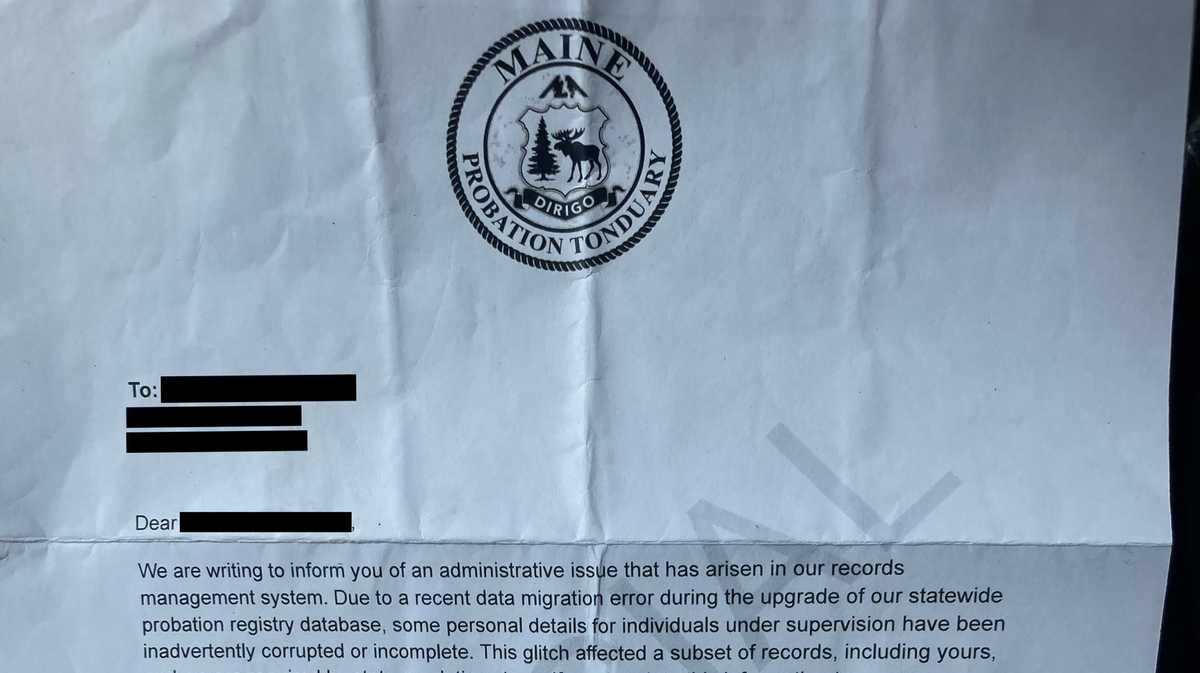 MAINE
DIRIGO
PROBATION TONDUARY
To:
Dear ,
We are writing to inform you of an administrative issue that has arisen in our records
management system. Due to a recent data migration error during the upgrade of our statewide
probation registry database, some personal details for individuals under supervision have been
inadvertently corrupted or incomplete. This glitch affected a subset of records, including yours,